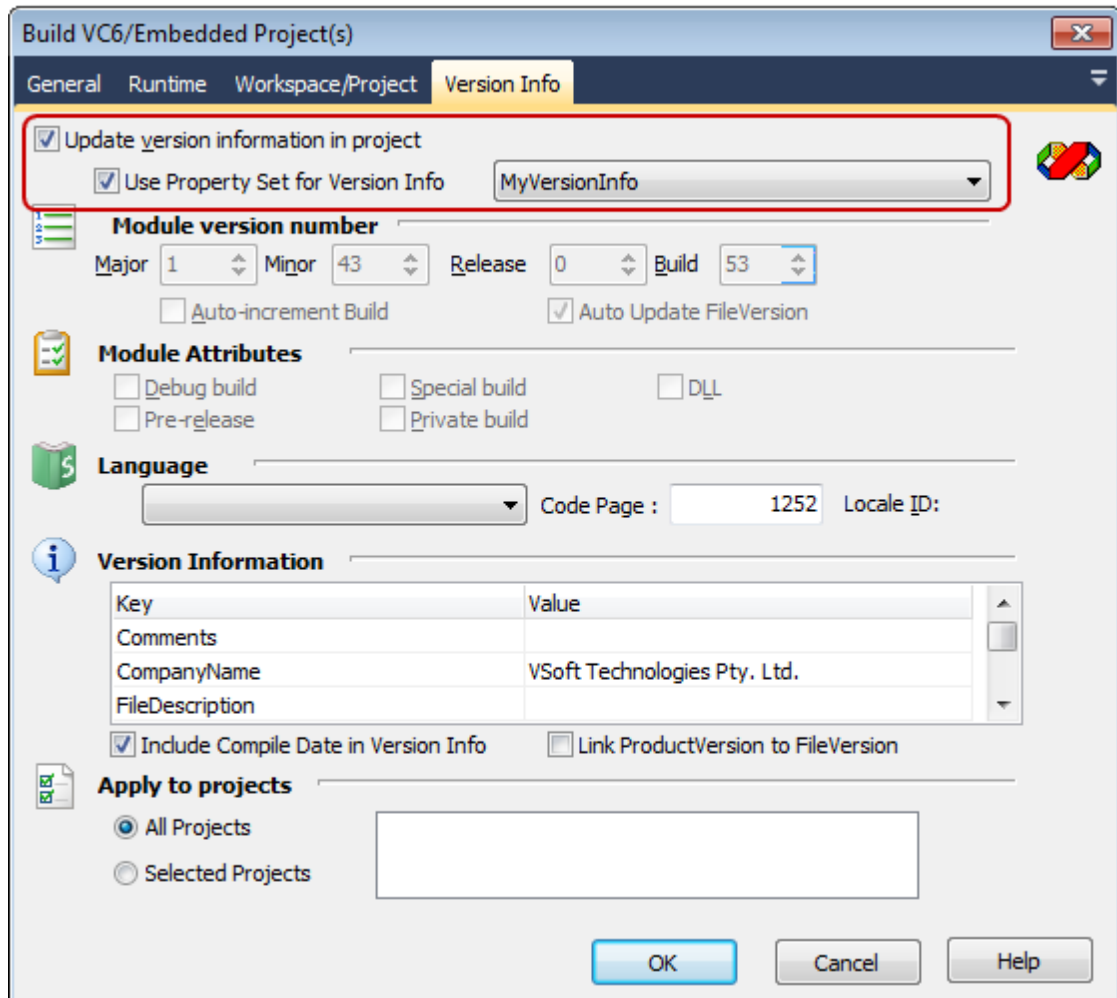 Build VC6/Embedded Project(s)
General Runtime Workspace/Project Version Info
Update version information in project
Use Property Set for Version Info MyVersionInfo
Module version number
Major 1 Minor 43 Release 0 Build 53
Auto-increment Build Auto Update FileVersion
Module Attributes
Debug build Special build DLL
Pre-release Private build
Language
Code Page : 1252 Locale ID:
Version Information
Key Value
Comments
CompanyName VSoft Technologies Pty. Ltd.
FileDescription
Include Compile Date in Version Info Link ProductVersion to FileVersion
Apply to projects
All Projects
Selected Projects
OK Cancel Help